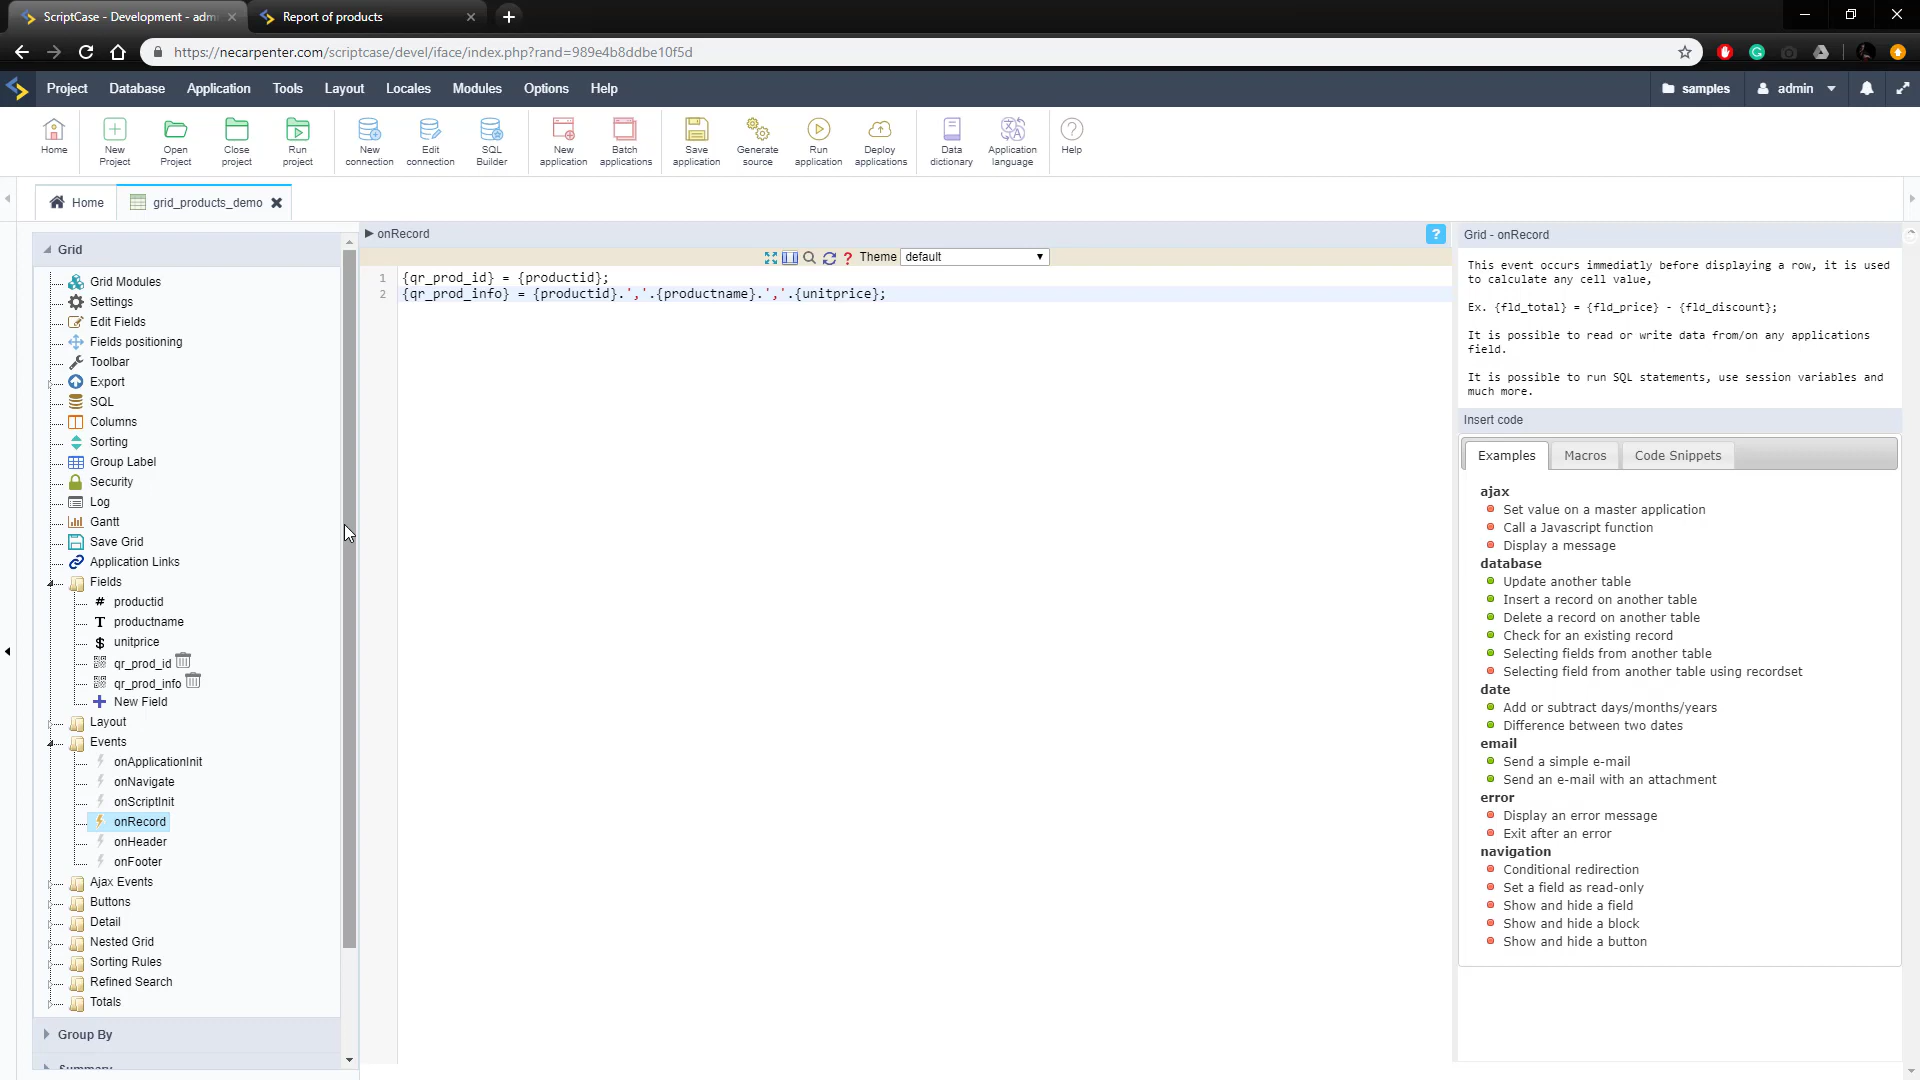 ScriptCase - Development - adm
Report of products
https://necarpenter.com/scriptcase/devel/iface/index.php?rand=989e4b8ddbe10f5d
Project Database Application Tools Layout Locales Modules Options Help
samples admin
Home
New Project
Open Project
Close project
Run project
New connection
Edit connection
SQL Builder
New application
Batch applications
Save application
Generate source
Run application
Deploy applications
Data dictionary
Application language
Help
Home
grid_products_demo
Grid
Grid Modules
Settings
Edit Fields
Fields positioning
Toolbar
Export
SQL
Columns
Sorting
Group Label
Security
Log
Gantt
Save Grid
Application Links
Fields
# productid
T productname
$ unitprice
qr_prod_id
qr_prod_info
New Field
Layout
Events
onApplicationInit
onNavigate
onScriptInit
onRecord
onHeader
onFooter
Ajax Events
Buttons
Detail
Nested Grid
Sorting Rules
Refined Search
Totals
Group By
Summary
onRecord
?
? Theme default
1 {qr_prod_id} = {productid};
2 {qr_prod_info} = {productid}.','.{productname}.','.{unitprice};
Grid - onRecord
This event occurs immediatly before displaying a row, it is used
to calculate any cell value,
Ex. {fld_total} = {fld_price} - {fld_discount};
It is possible to read or write data from/on any applications
field.
It is possible to run SQL statements, use session variables and
much more.
Insert code
Examples Macros Code Snippets
ajax
Set value on a master application
Call a Javascript function
Display a message
database
Update another table
Insert a record on another table
Delete a record on another table
Check for an existing record
Selecting fields from another table
Selecting field from another table using recordset
date
Add or subtract days/months/years
Difference between two dates
email
Send a simple e-mail
Send an e-mail with an attachment
error
Display an error message
Exit after an error
navigation
Conditional redirection
Set a field as read-only
Show and hide a field
Show and hide a block
Show and hide a button